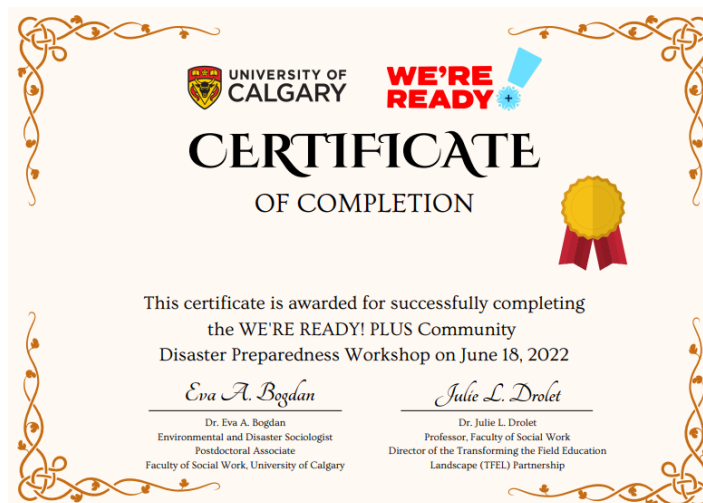 UNIVERSITY OF
CALGARY
WE'RE
READY!
CERTIFICATE
OF COMPLETION
This certificate is awarded for successfully completing
the WE'RE READY! PLUS Community
Disaster Preparedness Workshop on June 18, 2022
Eva A. Bogdan
Dr. Eva A. Bogdan
Environmental and Disaster Sociologist
Postdoctoral Associate
Faculty of Social Work, University of Calgary
Julie L. Drolet
Dr. Julie L. Drolet
Professor, Faculty of Social Work
Director of the Transforming the Field Education
Landscape (TFEL) Partnership